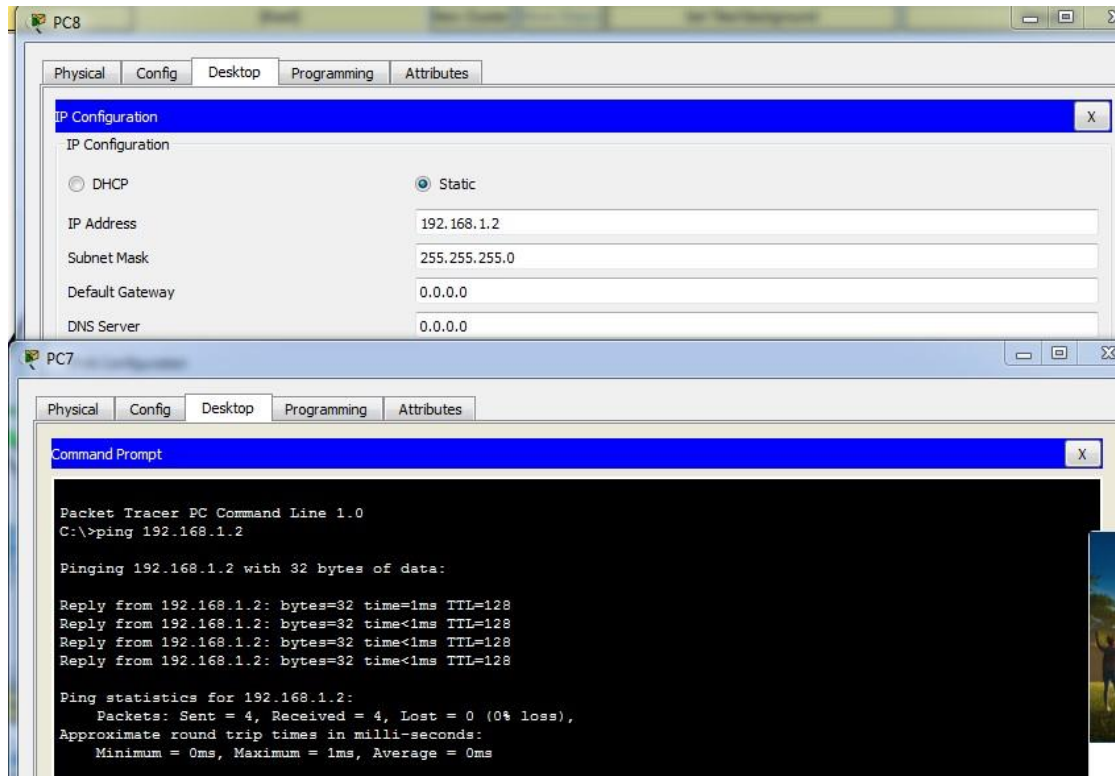 PC8
Physical Config Desktop Programming Attributes
IP Configuration X
IP Configuration
DHCP Static
IP Address 192.168.1.2
Subnet Mask 255.255.255.0
Default Gateway 0.0.0.0
DNS Server 0.0.0.0
PC7
Physical Config Desktop Programming Attributes
Command Prompt X
Packet Tracer PC Command Line 1.0
C:\>ping 192.168.1.2
Pinging 192.168.1.2 with 32 bytes of data:
Reply from 192.168.1.2: bytes=32 time=1ms TTL=128
Reply from 192.168.1.2: bytes=32 time<1ms TTL=128
Reply from 192.168.1.2: bytes=32 time<1ms TTL=128
Reply from 192.168.1.2: bytes=32 time<1ms TTL=128
Ping statistics for 192.168.1.2:
Packets: Sent = 4, Received = 4, Lost = 0 (0% loss),
Approximate round trip times in milli-seconds:
Minimum = 0ms, Maximum = 1ms, Average = 0ms